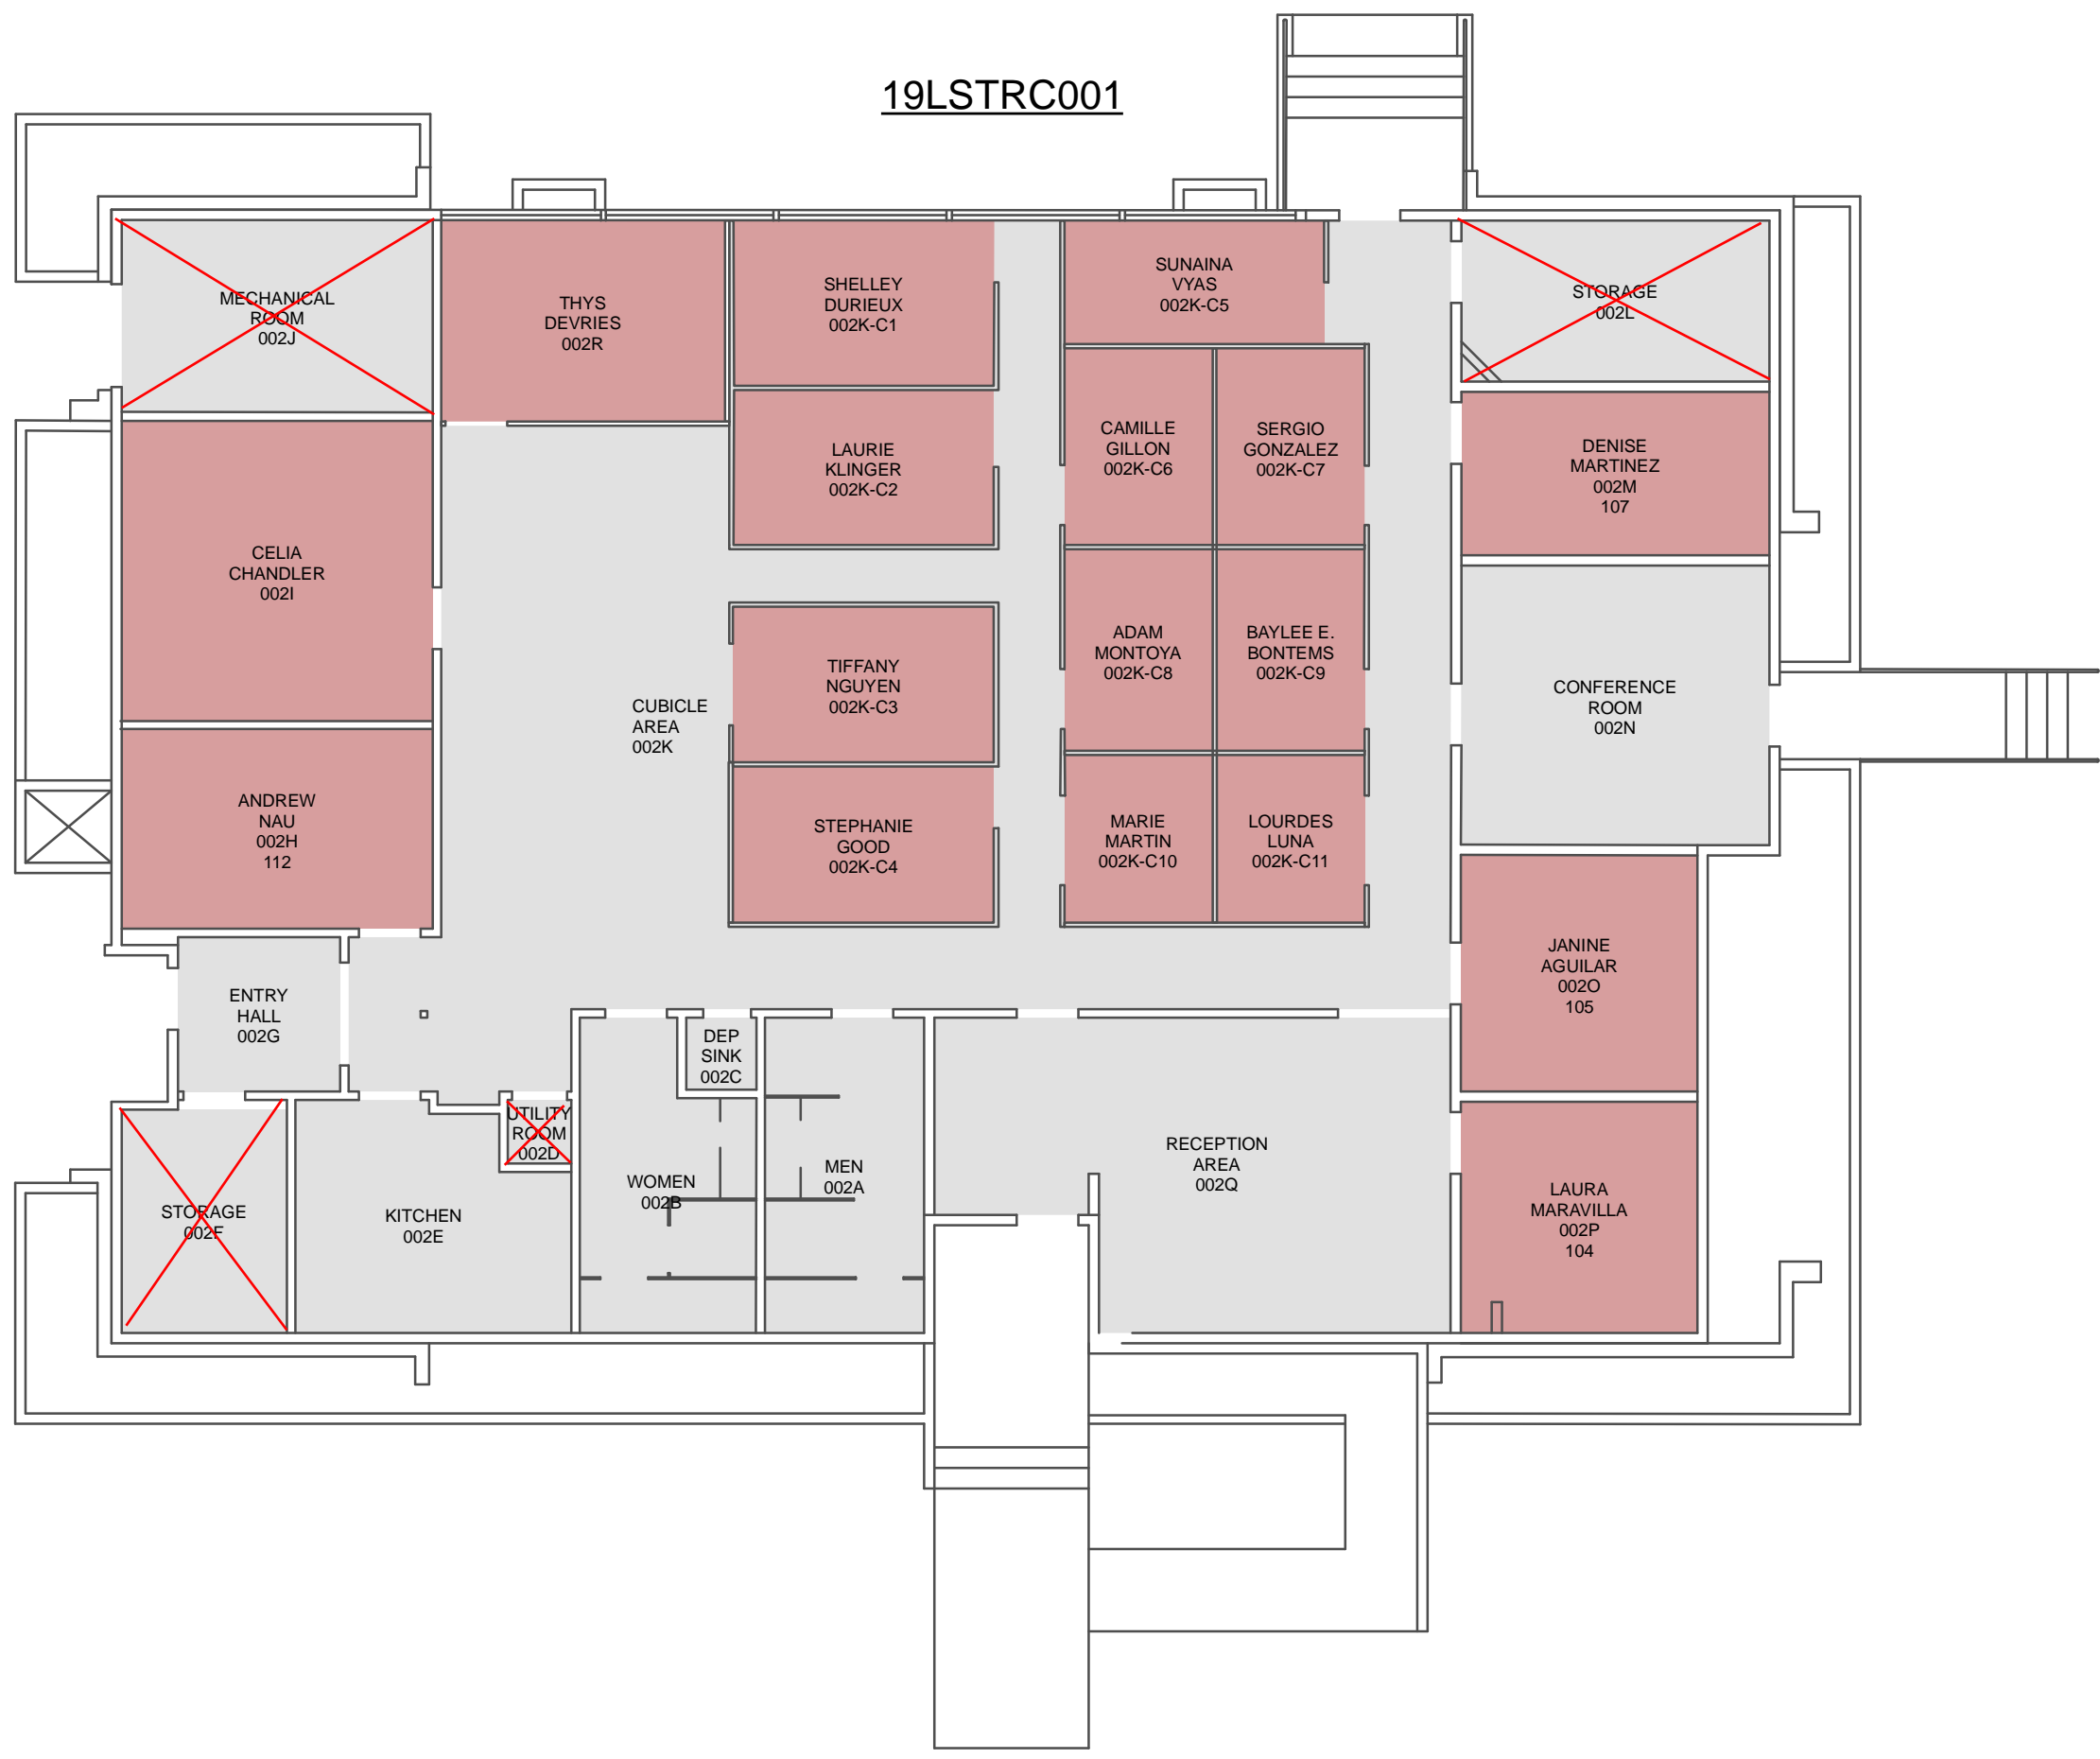 19LSTRC001
MECHANICAL
ROOM
002J
THYS
DEVRIES
002R
SHELLEY
DURIEUX
002K-C1
SUNAINA
VYAS
002K-C5
STORAGE
002L
LAURIE
KLINGER
002K-C2
CAMILLE
GILLON
002K-C6
SERGIO
GONZALEZ
002K-C7
DENISE
MARTINEZ
002M
107
CELIA
CHANDLER
002I
TIFFANY
NGUYEN
002K-C3
ADAM
MONTOYA
002K-C8
BAYLEE E.
BONTEMS
002K-C9
CUBICLE
AREA
002K
CONFERENCE
ROOM
002N
ANDREW
NAU
002H
112
STEPHANIE
GOOD
002K-C4
MARIE
MARTIN
002K-C10
LOURDES
LUNA
002K-C11
JANINE
AGUILAR
002O
105
ENTRY
HALL
002G
DEP
SINK
002C
UTILITY
ROOM
002D
STORAGE
002F
KITCHEN
002E
WOMEN
002B
MEN
002A
RECEPTION
AREA
002Q
LAURA
MARAVILLA
002P
104